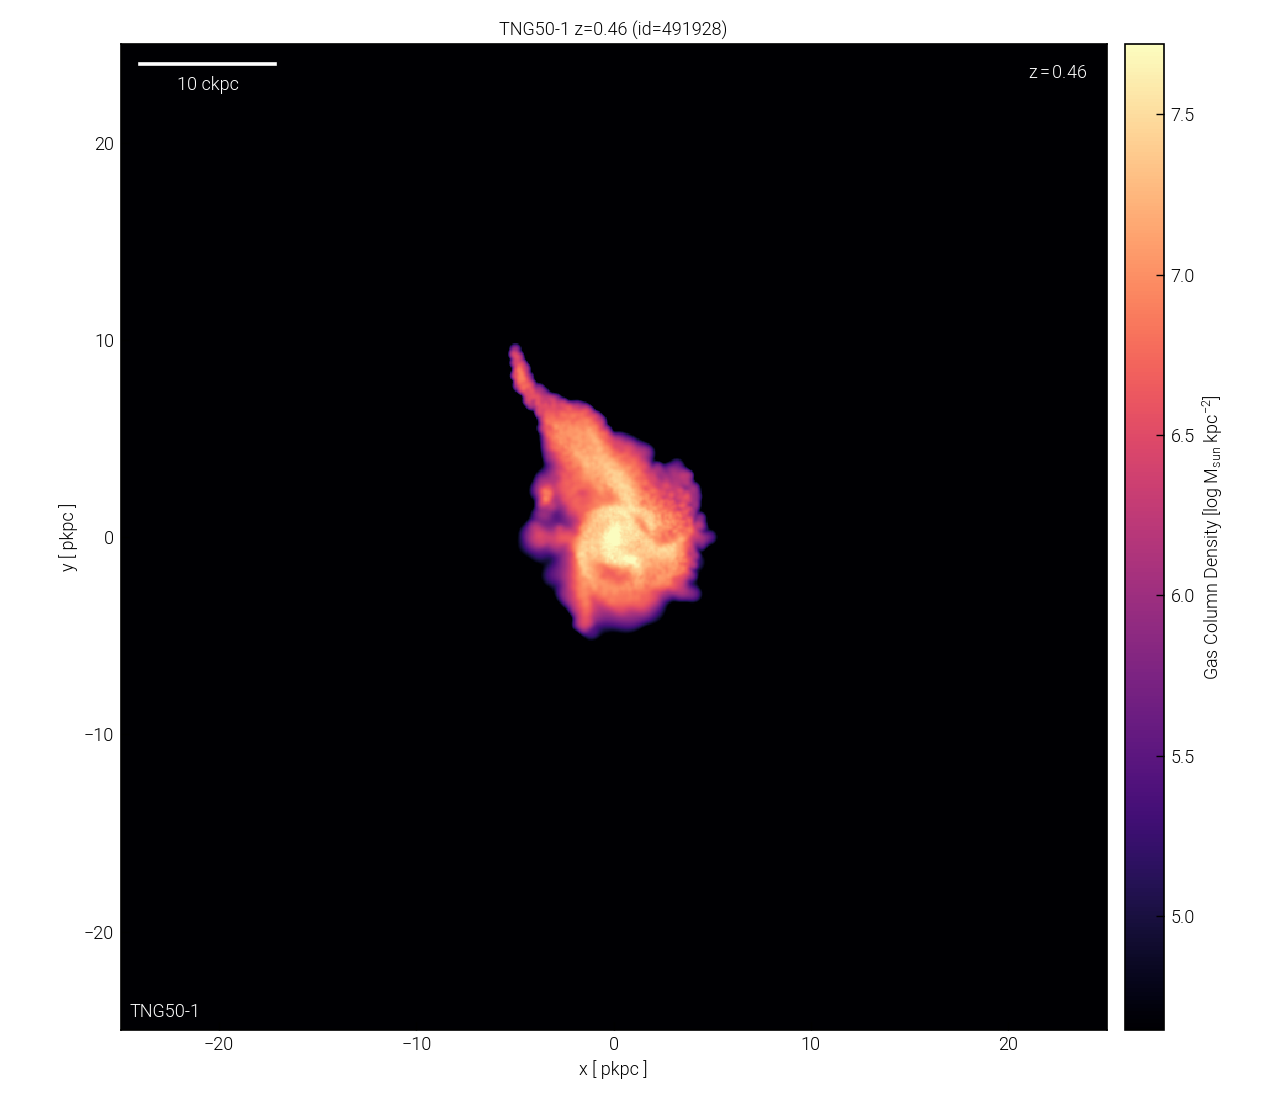 TNG50-1 z=0.46 (id=491928)
10 ckpc
z=0.46
20
10
0
−10
−20
y [ pkpc ]
TNG50-1
−20
−10
0
10
20
x [ pkpc ]
7.5
7.0
6.5
6.0
5.5
5.0
Gas Column Density [log M_sun kpc⁻²]